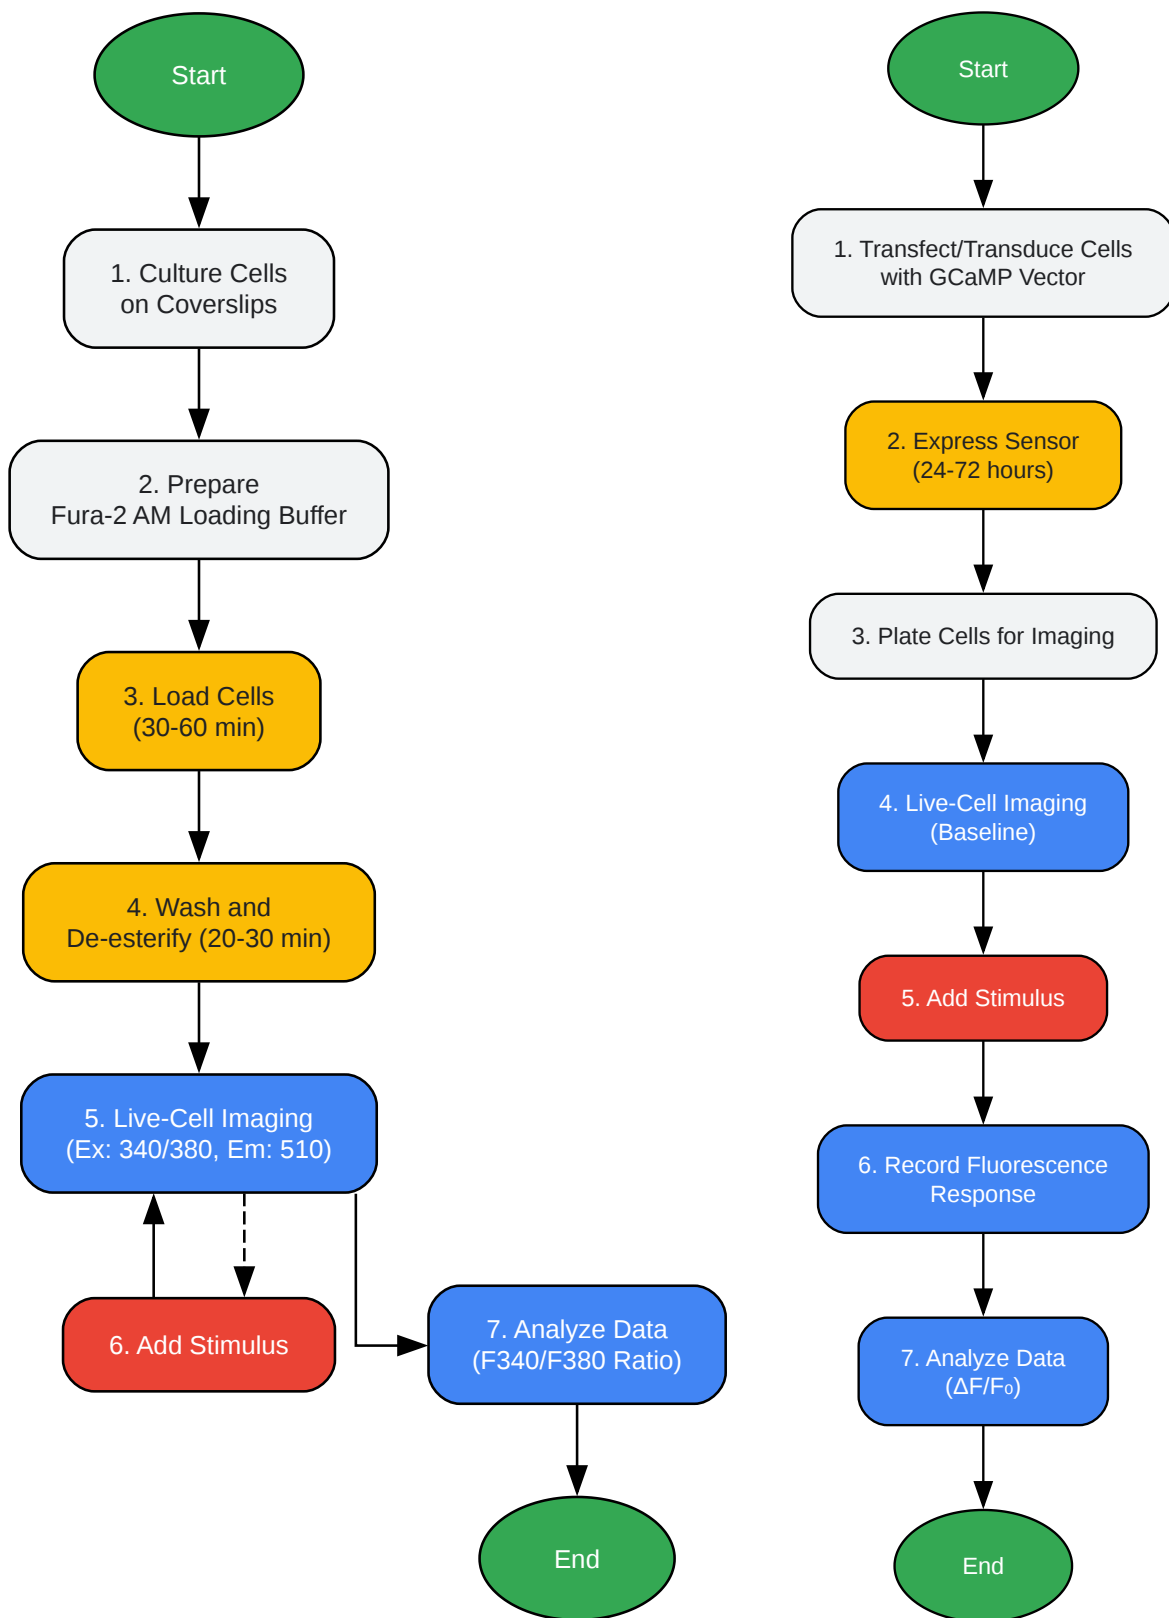 Start
1. Culture Cells
on Coverslips
2. Prepare
Fura-2 AM Loading Buffer
3. Load Cells
(30-60 min)
4. Wash and
De-esterify (20-30 min)
5. Live-Cell Imaging
(Ex: 340/380, Em: 510)
6. Add Stimulus
7. Analyze Data
(F340/F380 Ratio)
End
Start
1. Transfect/Transduce Cells
with GCaMP Vector
2. Express Sensor
(24-72 hours)
3. Plate Cells for Imaging
4. Live-Cell Imaging
(Baseline)
5. Add Stimulus
6. Record Fluorescence
Response
7. Analyze Data
(ΔF/F₀)
End